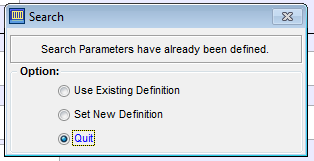 Search
Search Parameters have already been defined.
Option:
Use Existing Definition
Set New Definition
Quit